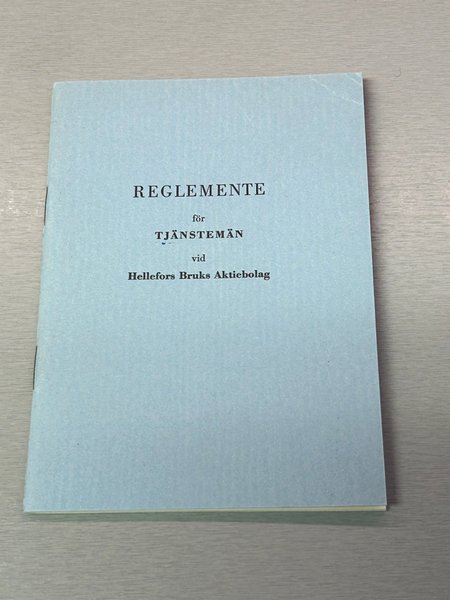 REGLEMENTE
för
TJÄNSTEMÄN
vid
Hellefors Bruks Aktiebolag